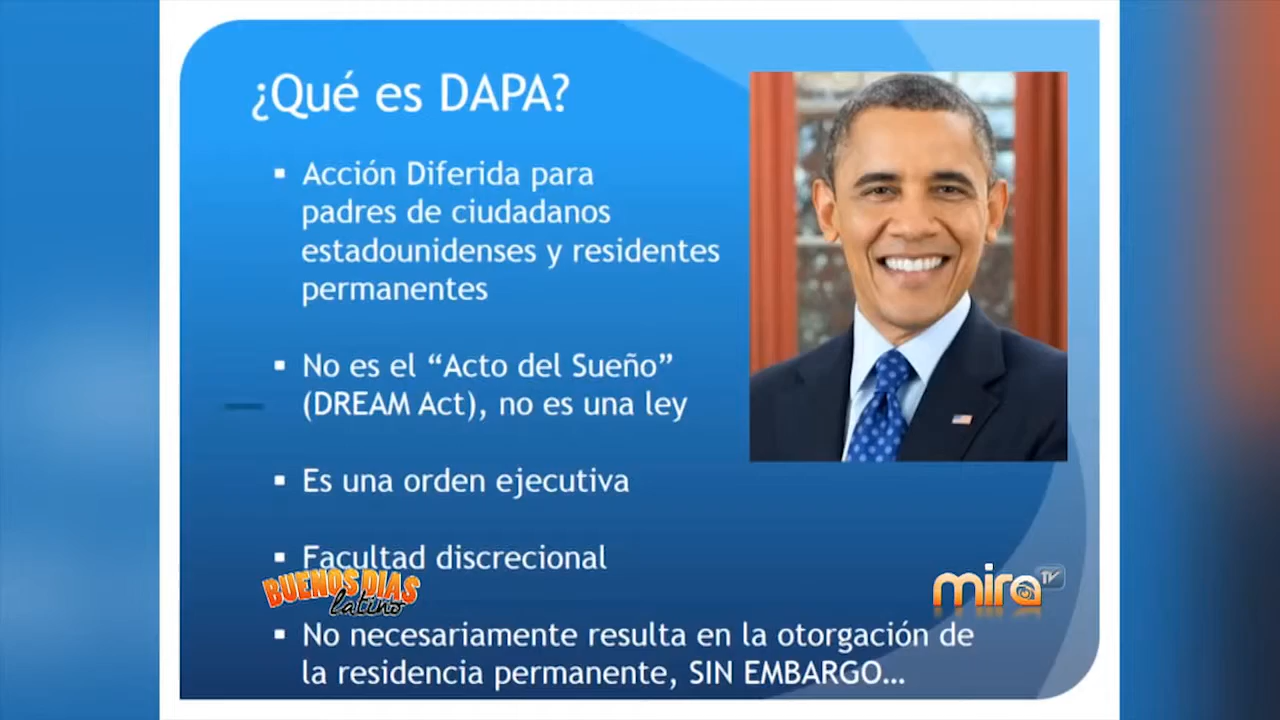 ¿Qué es DAPA?
Acción Diferida para
padres de ciudadanos
estadounidenses y residentes
permanentes
No es el “Acto del Sueño”
(DREAM Act), no es una ley
Es una orden ejecutiva
Facultad discrecional
BUENOS DIAS
latino
mira TV
No necesariamente resulta en la otorgación de
la residencia permanente, SIN EMBARGO…